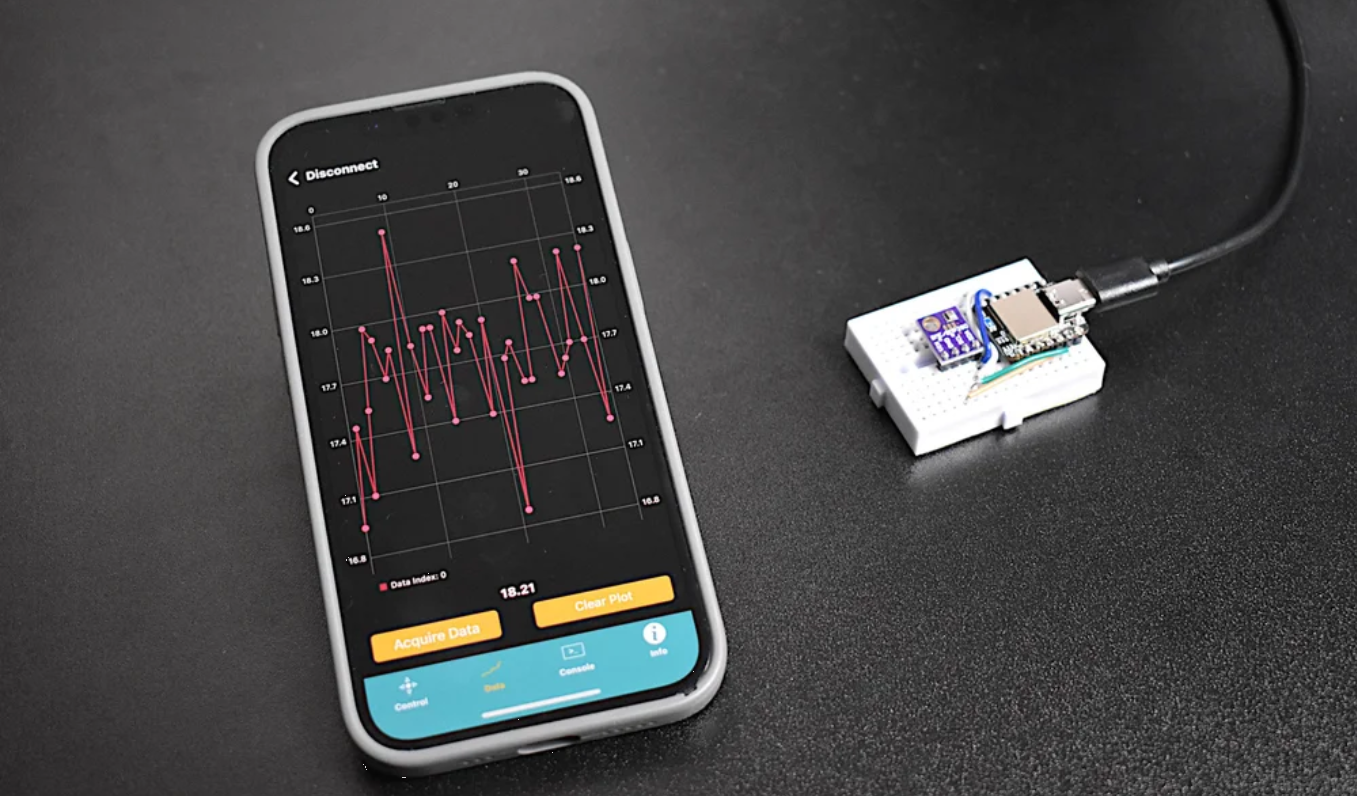 Disconnect
0 10 20 30
18.6 18.6
18.3 18.3
18.0 18.0
17.7 17.7
17.4 17.4
17.1 17.1
16.8 16.8
Data Index: 0
18.21
Acquire Data Clear Plot
Control Data Console Info